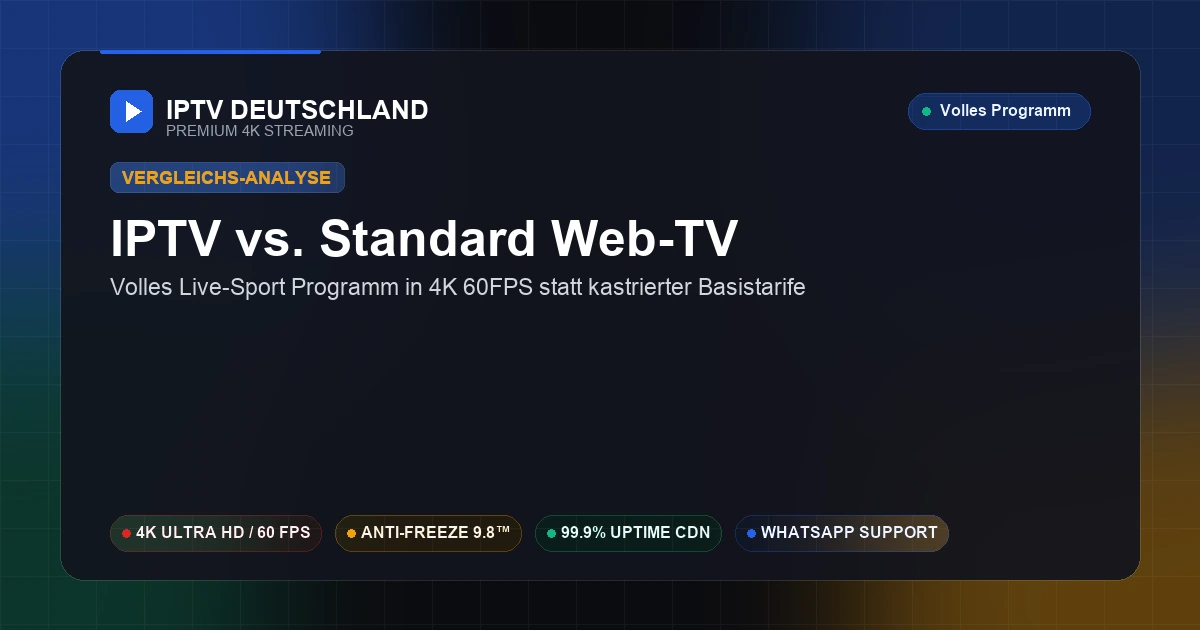 IPTV DEUTSCHLAND
PREMIUM 4K STREAMING
Volles Programm
VERGLEICHS-ANALYSE
IPTV vs. Standard Web-TV
Volles Live-Sport Programm in 4K 60FPS statt kastrierter Basistarife
4K ULTRA HD / 60 FPS
ANTI-FREEZE 9.8™
99.9% UPTIME CDN
WHATSAPP SUPPORT